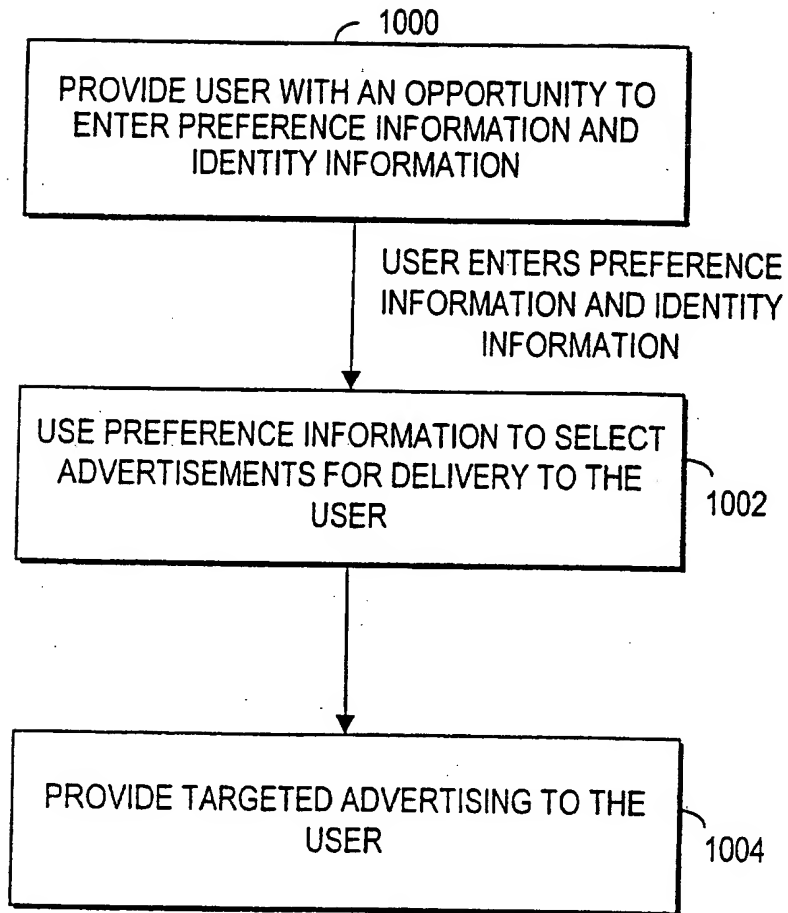 1000
PROVIDE USER WITH AN OPPORTUNITY TO
ENTER PREFERENCE INFORMATION AND
IDENTITY INFORMATION
USER ENTERS PREFERENCE
INFORMATION AND IDENTITY
INFORMATION
USE PREFERENCE INFORMATION TO SELECT
ADVERTISEMENTS FOR DELIVERY TO THE
USER
1002
PROVIDE TARGETED ADVERTISING TO THE
USER
1004